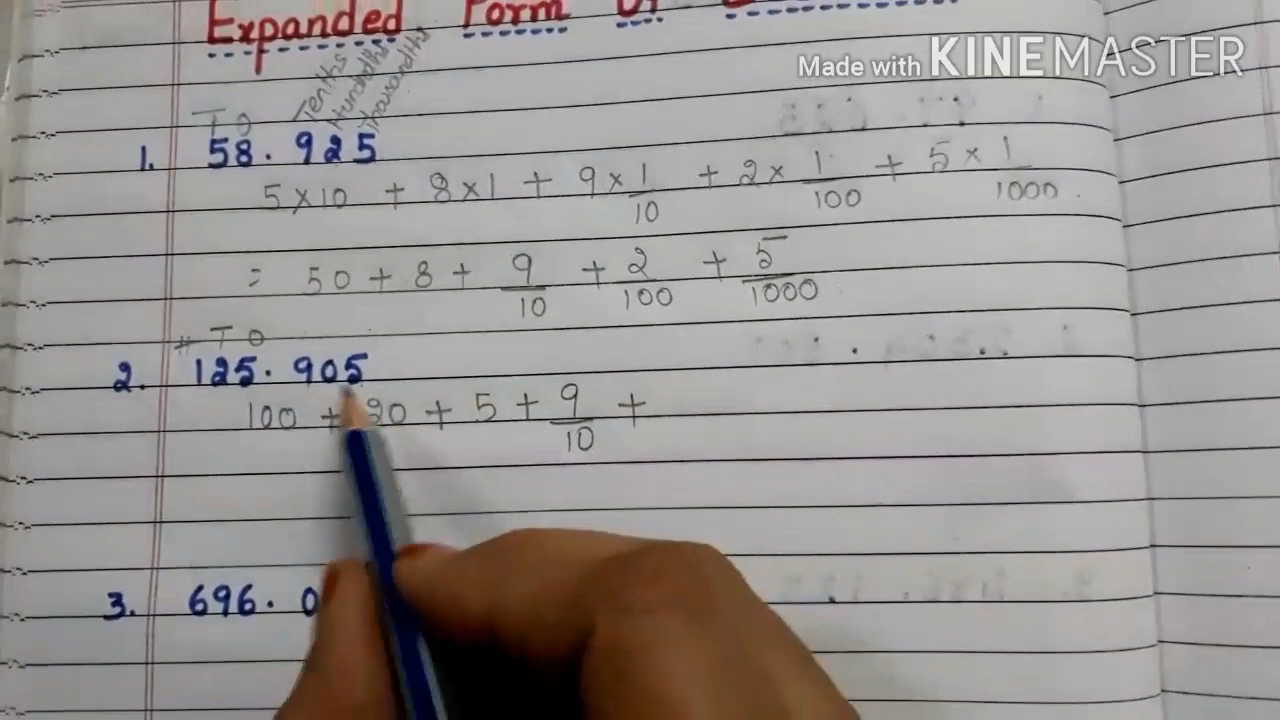 Expanded Form Of
Made with KINEMASTER
Tenths Hundredths Thousandths
T O
1. 58.925
5×10 + 8×1 + 9×1/10 + 2×1/100 + 5×1/1000
= 50 + 8 + 9/10 + 2/100 + 5/1000
H T O
2. 125.905
100 + 20 + 5 + 9/10 +
3. 696.0